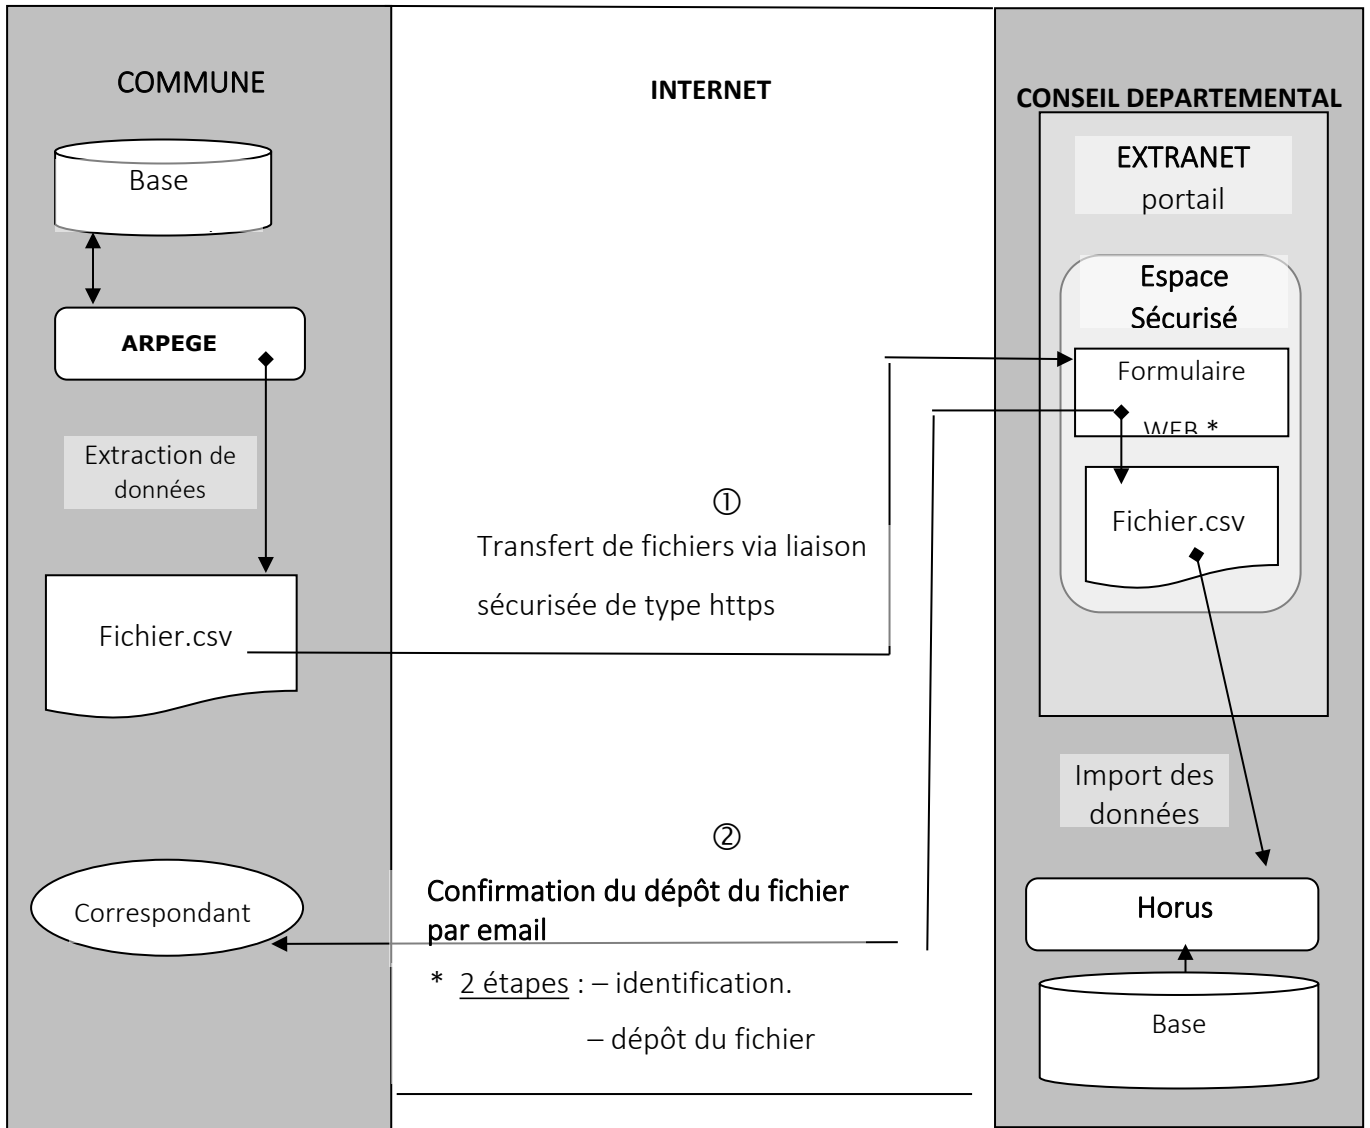 COMMUNE
Base
ARPEGE
Extraction de
données
Fichier.csv
Correspondant
INTERNET
①
Transfert de fichiers via liaison
sécurisée de type https
②
Confirmation du dépôt du fichier
par email
* 2 étapes : – identification.
– dépôt du fichier
CONSEIL DEPARTEMENTAL
EXTRANET
portail
Espace
Sécurisé
Formulaire
WEB *
Fichier.csv
Import des
données
Horus
Base